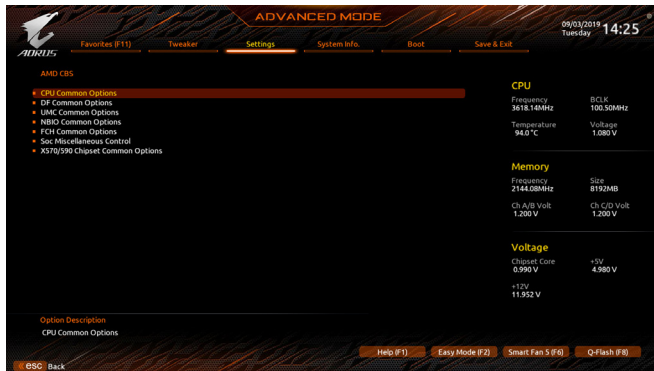 ADVANCED MODE
09/03/2019 Tuesday 14:25
AORUS
Favorites (F11) Tweaker Settings System Info. Boot Save & Exit
AMD CBS
CPU Common Options
DF Common Options
UMC Common Options
NBIO Common Options
FCH Common Options
Soc Miscellaneous Control
X570/590 Chipset Common Options
CPU
Frequency BCLK
3618.14MHz 100.50MHz
Temperature Voltage
94.0 °C 1.080 V
Memory
Frequency Size
2144.08MHz 8192MB
Ch A/B Volt Ch C/D Volt
1.200 V 1.200 V
Voltage
Chipset Core +5V
0.990 V 4.980 V
+12V
11.952 V
Option Description
CPU Common Options
Help (F1) Easy Mode (F2) Smart Fan 5 (F6) Q-Flash (F8)
esc Back